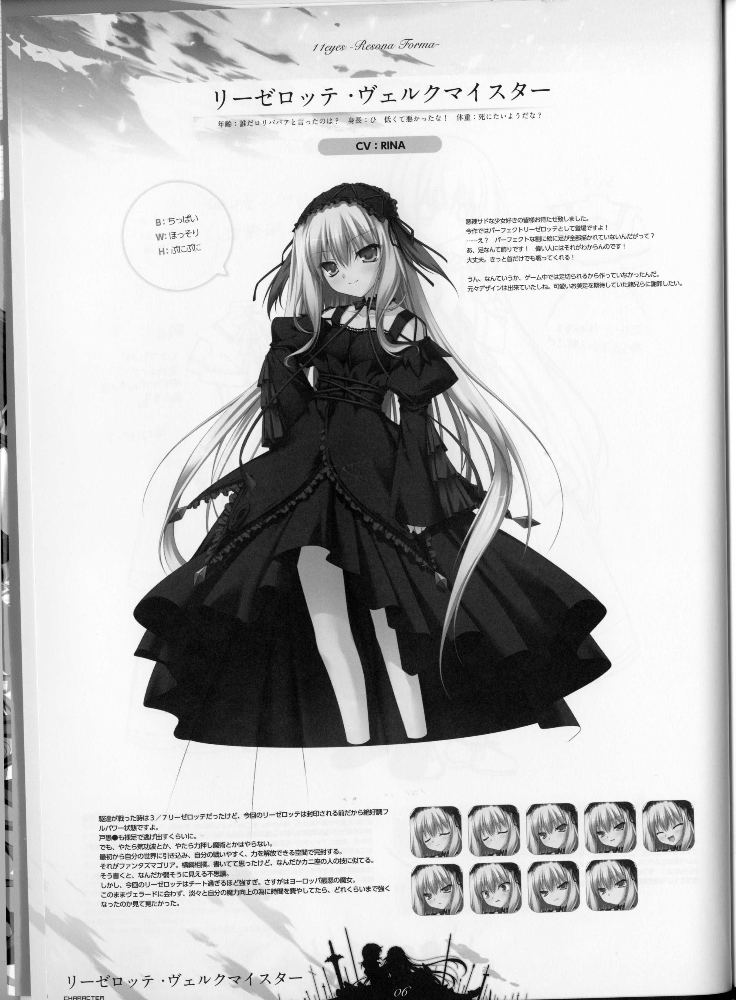 11eyes -Resona Forma-
リーゼロッテ・ヴェルクマイスター
年齢：誰だロリババアと言ったのは？　身長：ひ　低くて悪かったな！　体重：死にたいようだな？
CV：RINA
B：ちっぱい
W：ほっそり
H：ぷにぷに
悪辣サドな少女好きの皆様お待たせ致しました。
今作ではパーフェクトリーゼロッテとして登場ですよ！
……え？　パーフェクトな割に絵に足が全部描かれていないんだがって？
あ、足なんて飾りです！　偉い人にはそれがわからんのです！
大丈夫。きっと首だけでも戦ってくれる！
うん、なんていうか、ゲーム中では足切られるから作っていなかったんだ。
元々デザインは出来ていたしね。可愛いお美足を期待していた諸兄らに謝罪したい。
駆達が戦った時は３／７リーゼロッテだったけど、今回のリーゼロッテは封印される前だから絶好調フ
ルパワー状態ですよ。
戸愚●も裸足で逃げ出すくらいに。
でも、やたら気功波とか、やたら力押し魔術とかはやらない。
最初から自分の世界に引き込み、自分の戦いやすく、力を解放できる空間で完封する。
それがファンタズマゴリア。横綱相撲。書いてて思ったけど、なんだかカニ座の人の技に似てる。
そう書くと、なんだか弱そうに見える不思議。
しかし、今回のリーゼロッテはチート過ぎるほど強すぎ。さすがはヨーロッパ最悪の魔女。
このままヴェラードに会わず、淡々と自分の魔力向上の為に時間を費やしてたら、どれくらいまで強く
なったのか見て見たかった。
リーゼロッテ・ヴェルクマイスター
CHARACTER
06